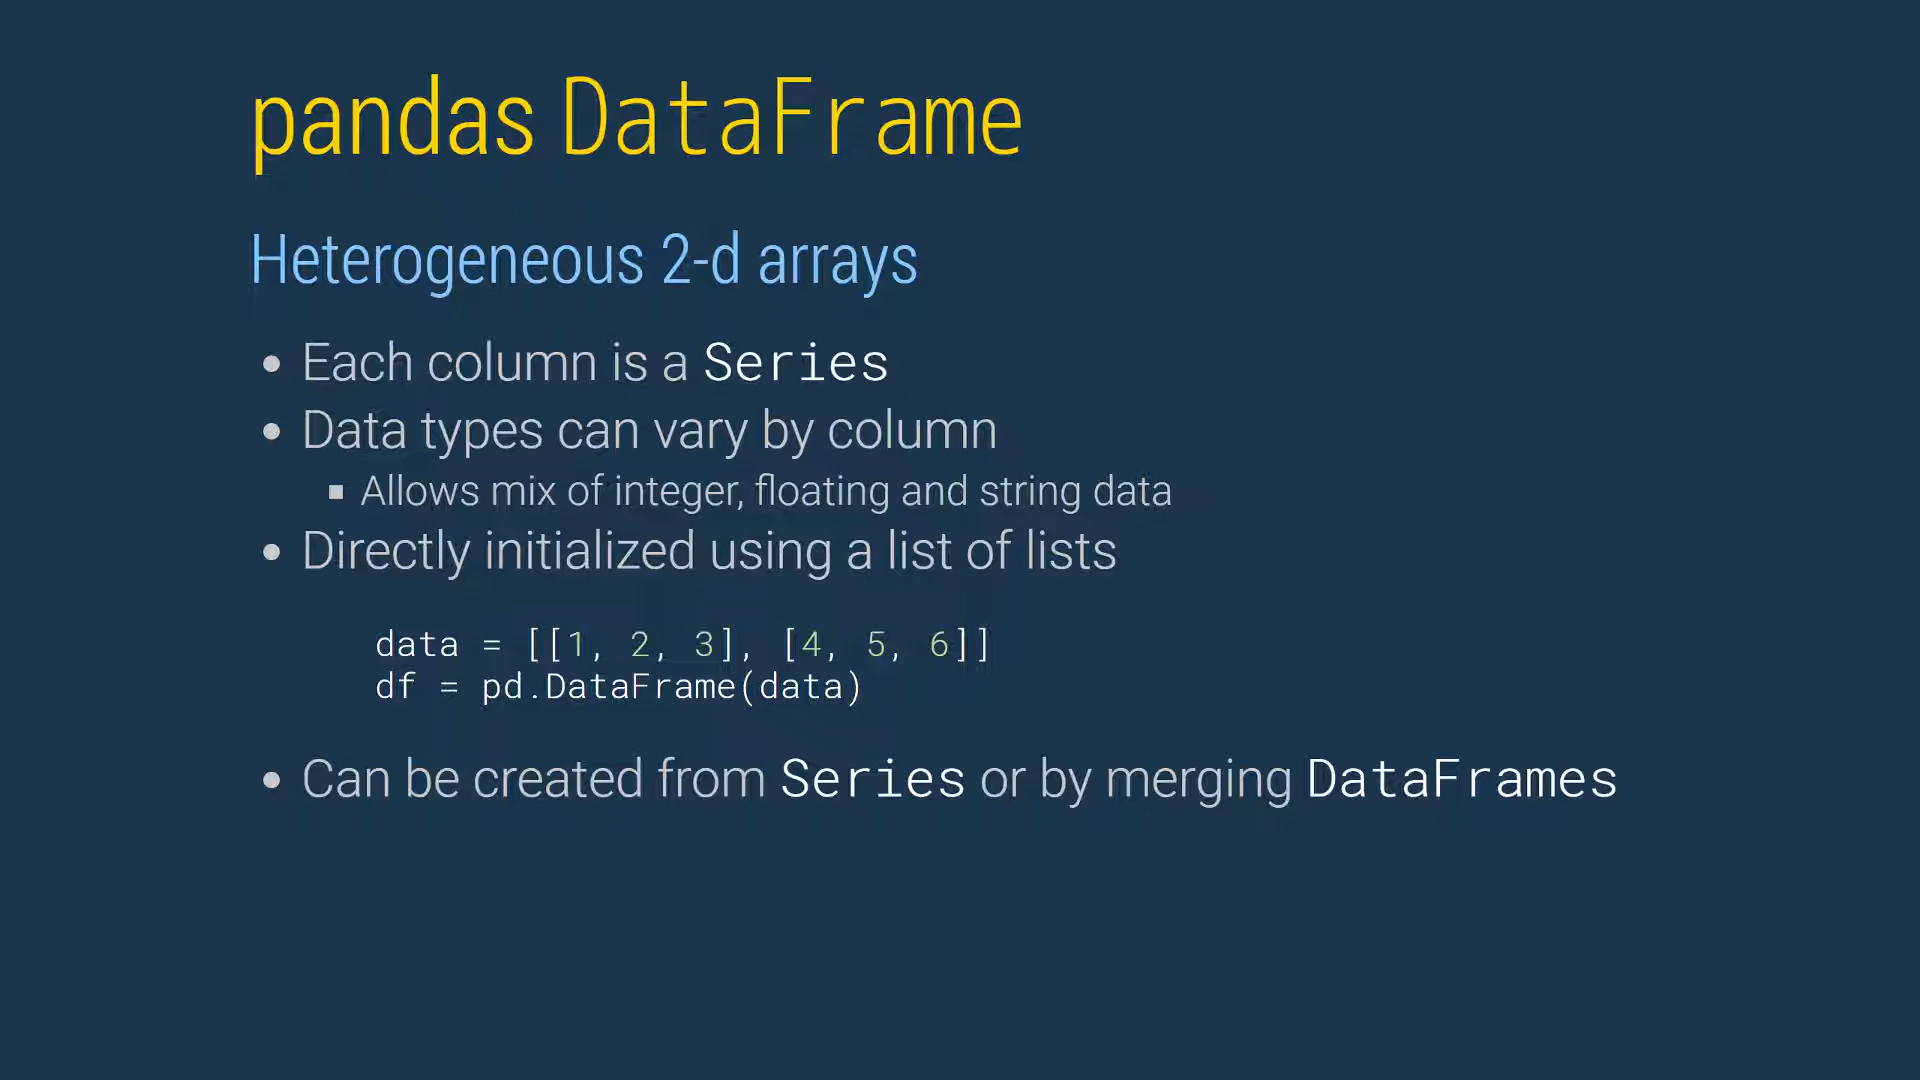 pandas DataFrame
Heterogeneous 2-d arrays
Each column is a Series
Data types can vary by column
Allows mix of integer, floating and string data
Directly initialized using a list of lists
data = [[1, 2, 3], [4, 5, 6]]
df = pd.DataFrame(data)
Can be created from Series or by merging DataFrames